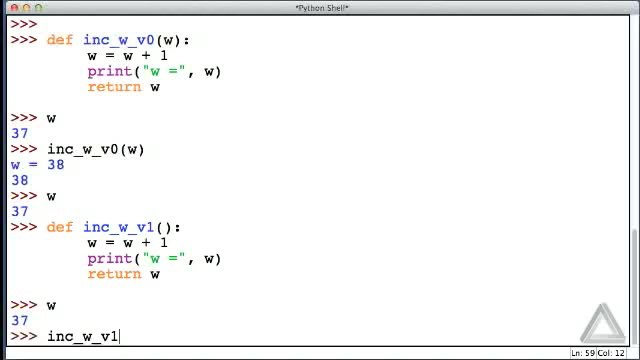 *Python Shell*
>>>
>>> def inc_w_v0(w):
        w = w + 1
        print("w =", w)
        return w
>>> w
37
>>> inc_w_v0(w)
w = 38
38
>>> w
37
>>> def inc_w_v1():
        w = w + 1
        print("w =", w)
        return w
>>> w
37
>>> inc_w_v1
Ln: 59 Col: 12